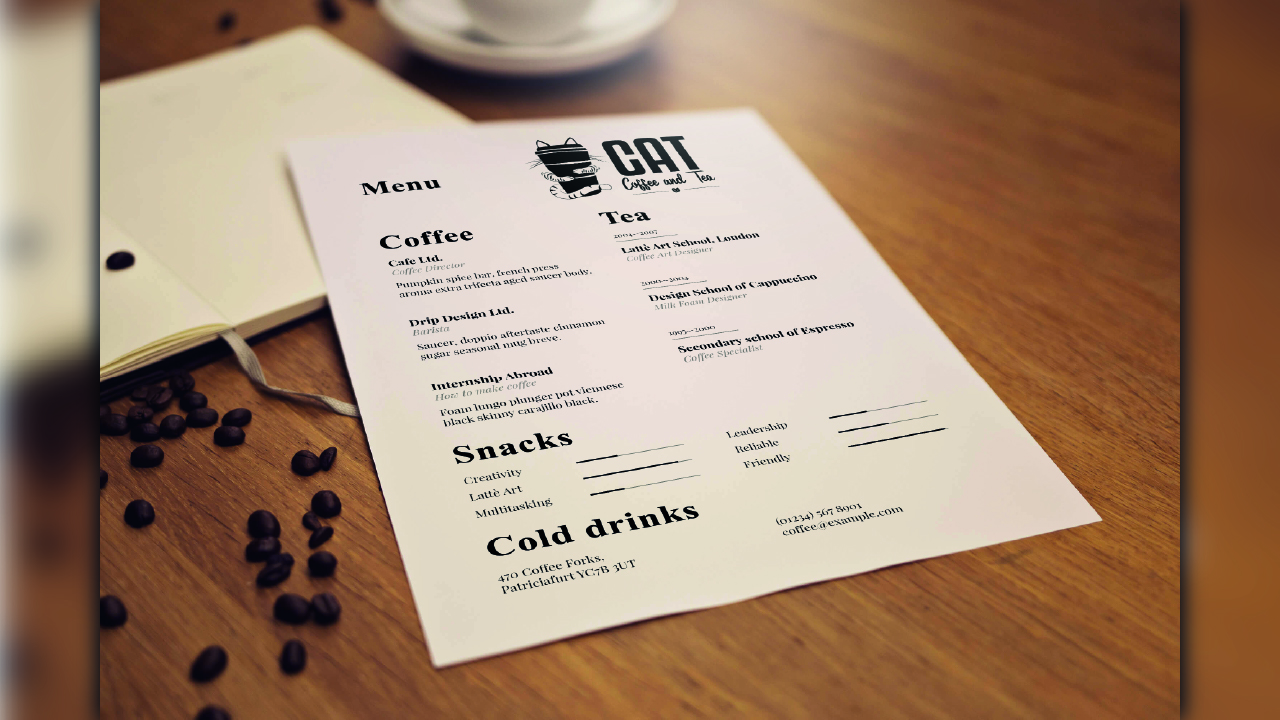 CAT
Coffee and Tea
Menu
Coffee
Cafe Ltd.
Coffee Director
Pumpkin spice bar, french press
aroma extra trifecta aged saucer body.
Drip Design Ltd.
Barista
Saucer, doppio aftertaste cinnamon
sugar seasonal mug breve.
Internship Abroad
How to make coffee
Foam lungo plunger pot viennese
black skinny carajillo black.
Tea
2004–2007
Latte Art School, London
Coffee Art Designer
2000–2004
Design School of Cappuccino
Milk Foam Designer
1995–2000
Secondary school of Espresso
Coffee Specialist
Snacks
Creativity
Latte Art
Multitasking
Leadership
Reliable
Friendly
Cold drinks
470 Coffee Forks,
Patriciafurt YC7B 3UT
(01234) 567 8901
coffee@example.com